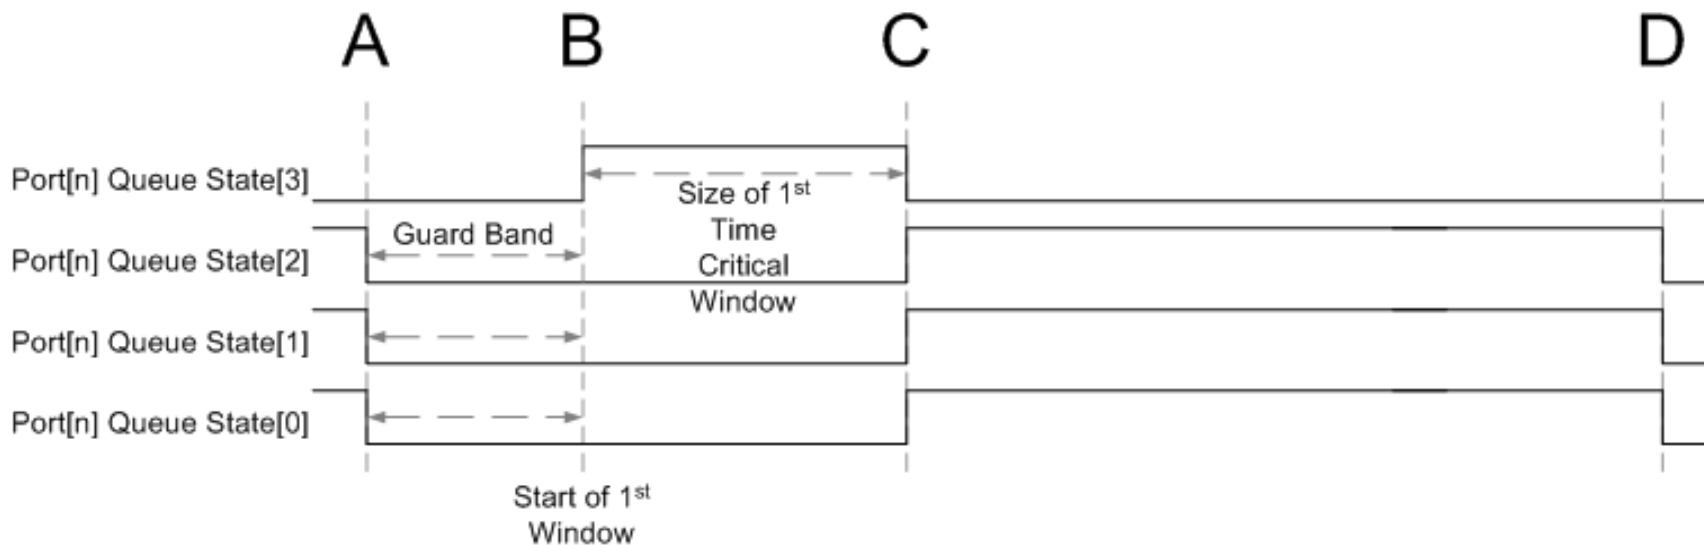 A B C D
Port[n] Queue State[3]
Size of 1st
Guard Band
Time
Port[n] Queue State[2]
Critical
Window
Port[n] Queue State[1]
Port[n] Queue State[0]
Start of 1st
Window